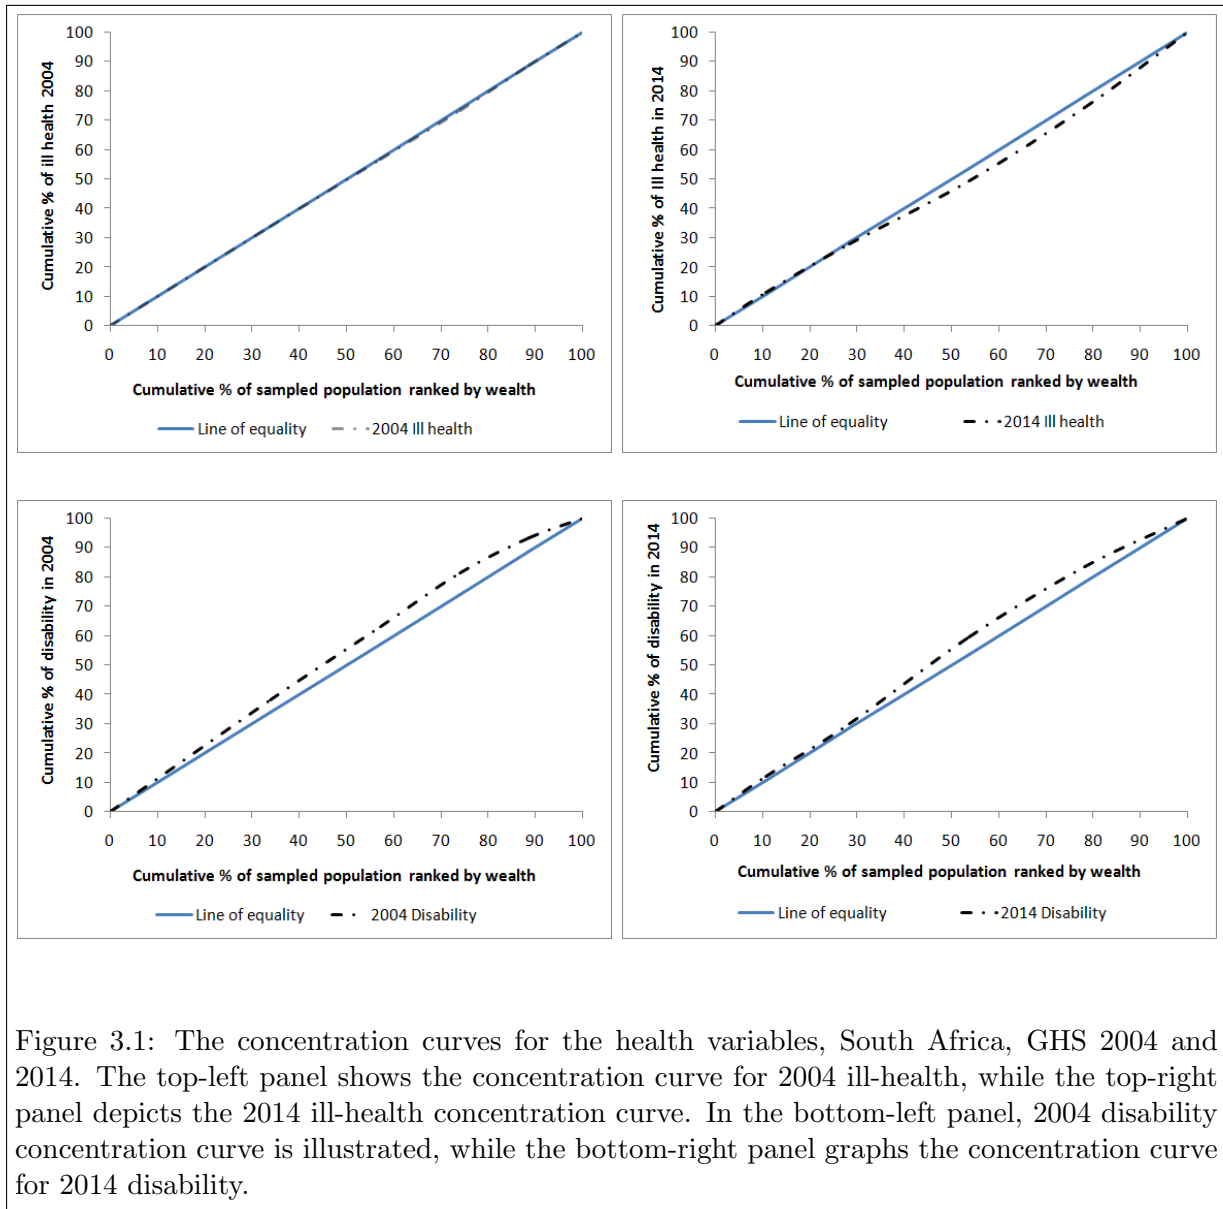 Cumulative % of ill health 2004
100
90
80
70
60
50
40
30
20
10
0
0 10 20 30 40 50 60 70 80 90 100
Cumulative % of sampled population ranked by wealth
Line of equality 2004 Ill health
Cumulative % of Ill health in 2014
100
90
80
70
60
50
40
30
20
10
0
0 10 20 30 40 50 60 70 80 90 100
Cumulative % of sampled population ranked by wealth
Line of equality 2014 Ill health
Cumulative % of disability in 2004
100
90
80
70
60
50
40
30
20
10
0
0 10 20 30 40 50 60 70 80 90 100
Cumulative % of sampled population ranked by wealth
Line of equality 2004 Disability
Cumulative % of disability in 2014
100
90
80
70
60
50
40
30
20
10
0
0 10 20 30 40 50 60 70 80 90 100
Cumulative % of sampled population ranked by wealth
Line of equality 2014 Disability
Figure 3.1: The concentration curves for the health variables, South Africa, GHS 2004 and
2014. The top-left panel shows the concentration curve for 2004 ill-health, while the top-right
panel depicts the 2014 ill-health concentration curve. In the bottom-left panel, 2004 disability
concentration curve is illustrated, while the bottom-right panel graphs the concentration curve
for 2014 disability.